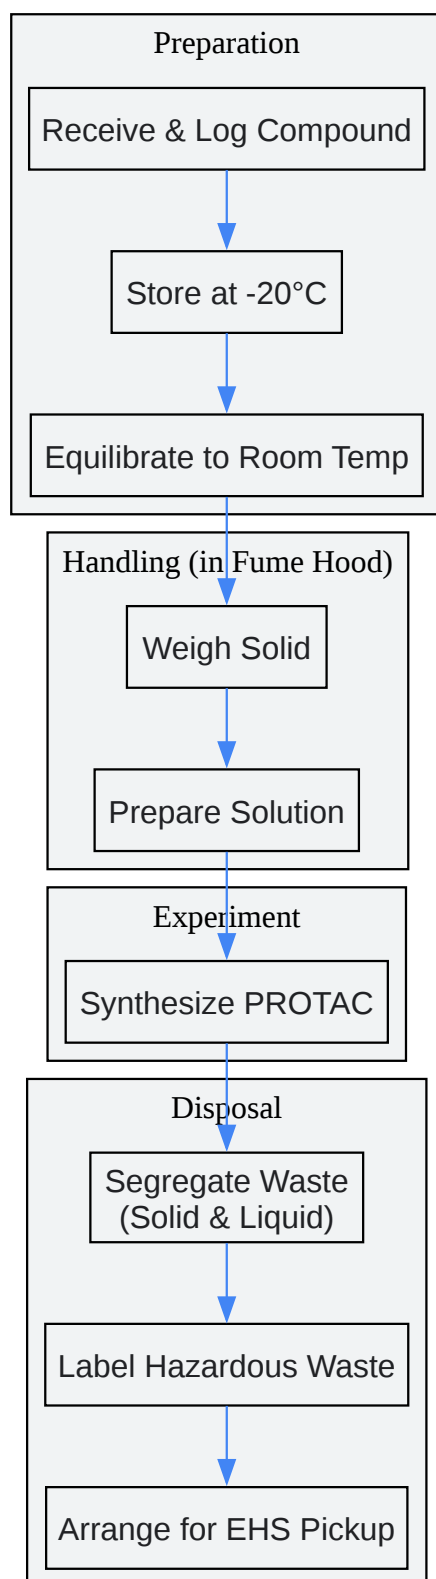 Preparation
Receive & Log Compound
Store at -20°C
Equilibrate to Room Temp
Handling (in Fume Hood)
Weigh Solid
Prepare Solution
Experiment
Synthesize PROTAC
Disposal
Segregate Waste
(Solid & Liquid)
Label Hazardous Waste
Arrange for EHS Pickup